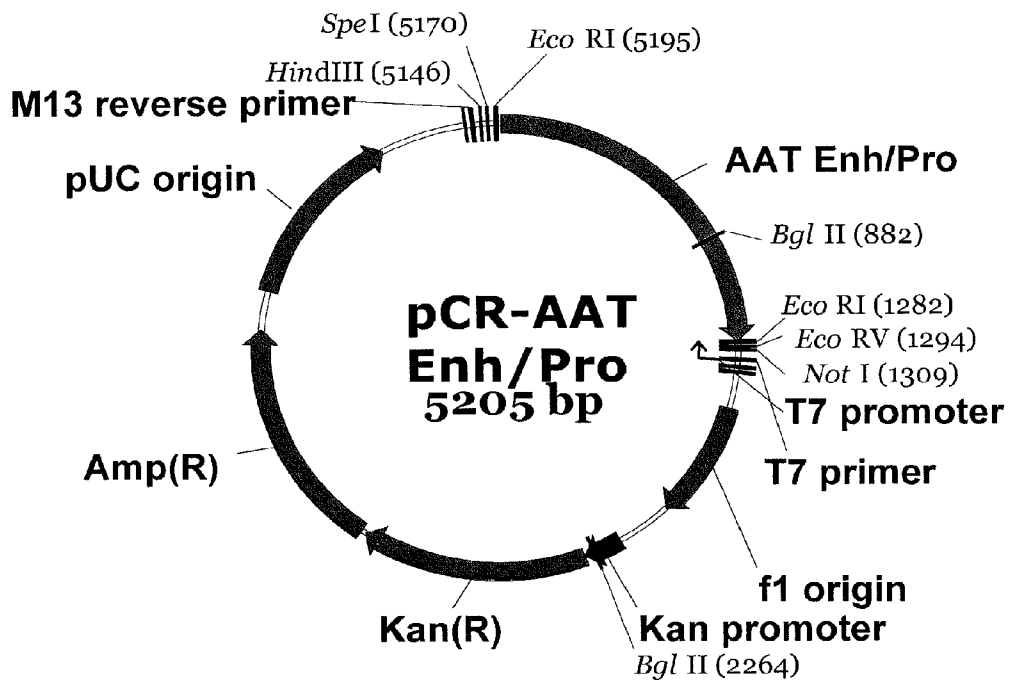 SpeI (5170)
Eco RI (5195)
HindIII (5146)
M13 reverse primer
AAT Enh/Pro
pUC origin
Bgl II (882)
pCR-AAT
Enh/Pro
5205 bp
Eco RI (1282)
Eco RV (1294)
Not I (1309)
T7 promoter
T7 primer
Amp(R)
f1 origin
Kan(R)
Kan promoter
Bgl II (2264)